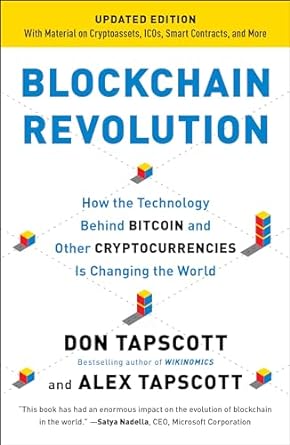 UPDATED EDITION
With Material on Cryptoassets, ICOs, Smart Contracts, and More
BLOCKCHAIN
REVOLUTION
How the Technology
Behind BITCOIN and
Other CRYPTOCURRENCIES
Is Changing the World
DON TAPSCOTT
Bestselling author of WIKINOMICS
and ALEX TAPSCOTT
"This book has had an enormous impact on the evolution of blockchain
in the world." —Satya Nadella, CEO, Microsoft Corporation